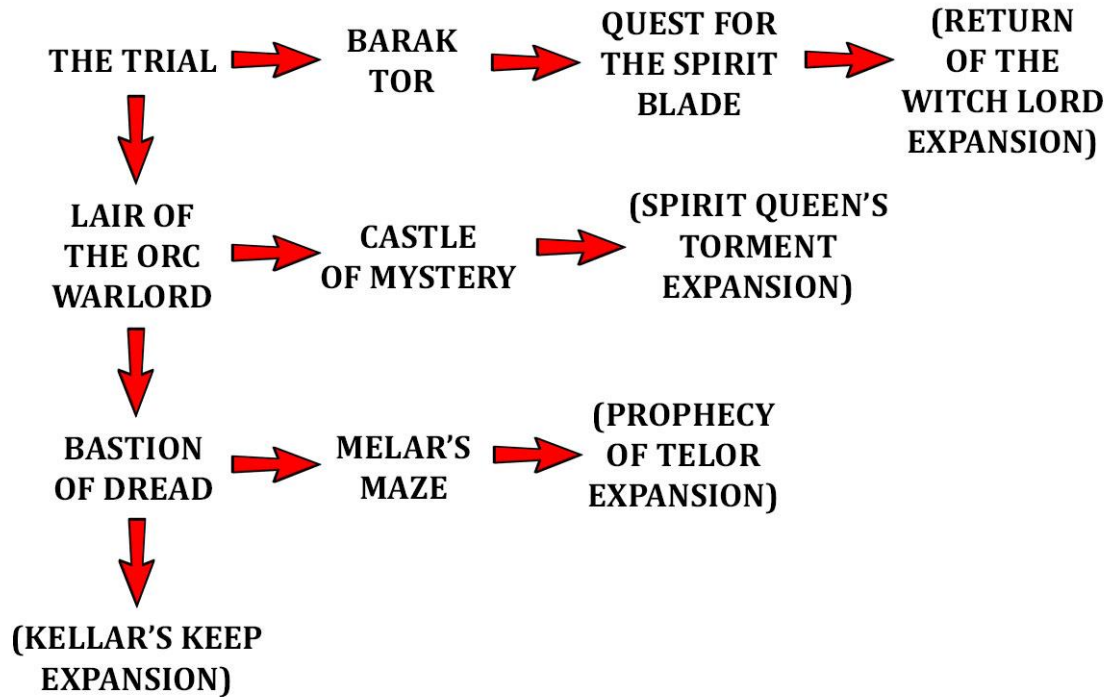 THE TRIAL
BARAK
TOR
QUEST FOR
THE SPIRIT
BLADE
(RETURN
OF THE
WITCH LORD
EXPANSION)
LAIR OF
THE ORC
WARLORD
CASTLE
OF MYSTERY
(SPIRIT QUEEN'S
TORMENT
EXPANSION)
BASTION
OF DREAD
MELAR'S
MAZE
(PROPHECY
OF TELOR
EXPANSION)
(KELLAR'S KEEP
EXPANSION)